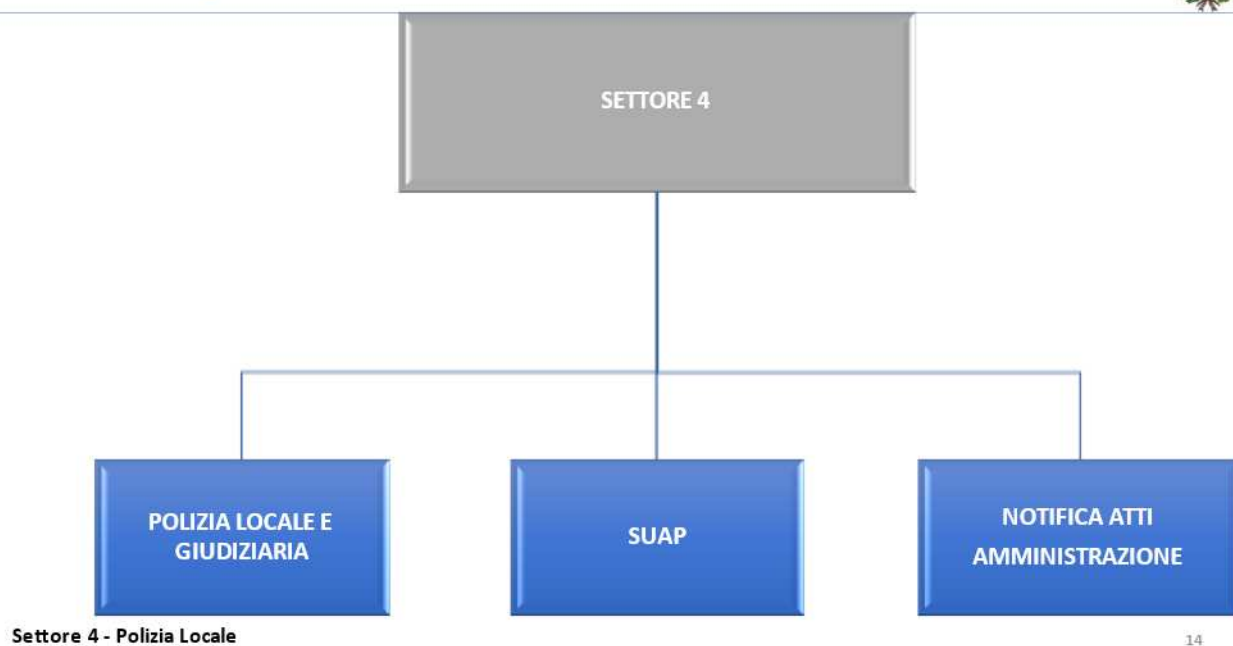 SETTORE 4
POLIZIA LOCALE E
GIUDIZIARIA
SUAP
NOTIFICA ATTI
AMMINISTRAZIONE
Settore 4 - Polizia Locale
14